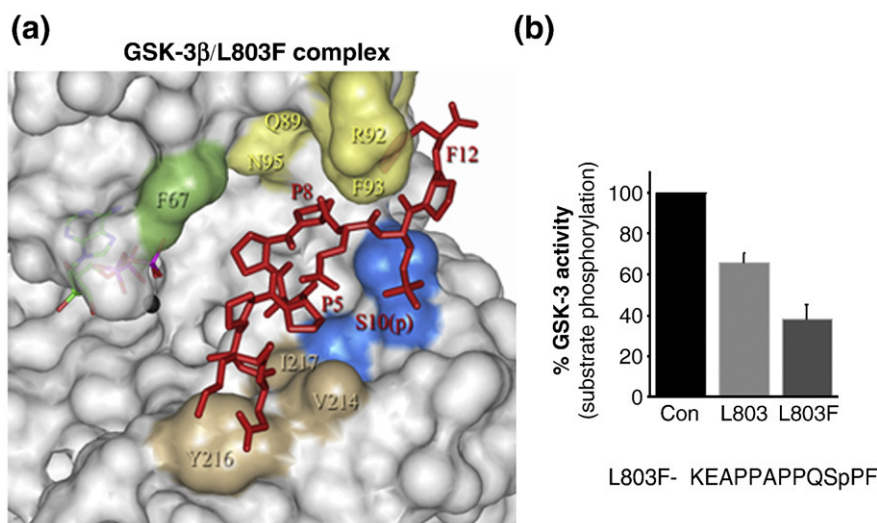 (a)
GSK-3β/L803F complex
Q89
R92
N95
F12
F67
P8
F93
P5
S10(p)
I217
V214
Y216
(b)
% GSK-3 activity
(substrate phosphorylation)
100
80
60
40
20
0
Con L803 L803F
L803F- KEAPPAPPQSpPF